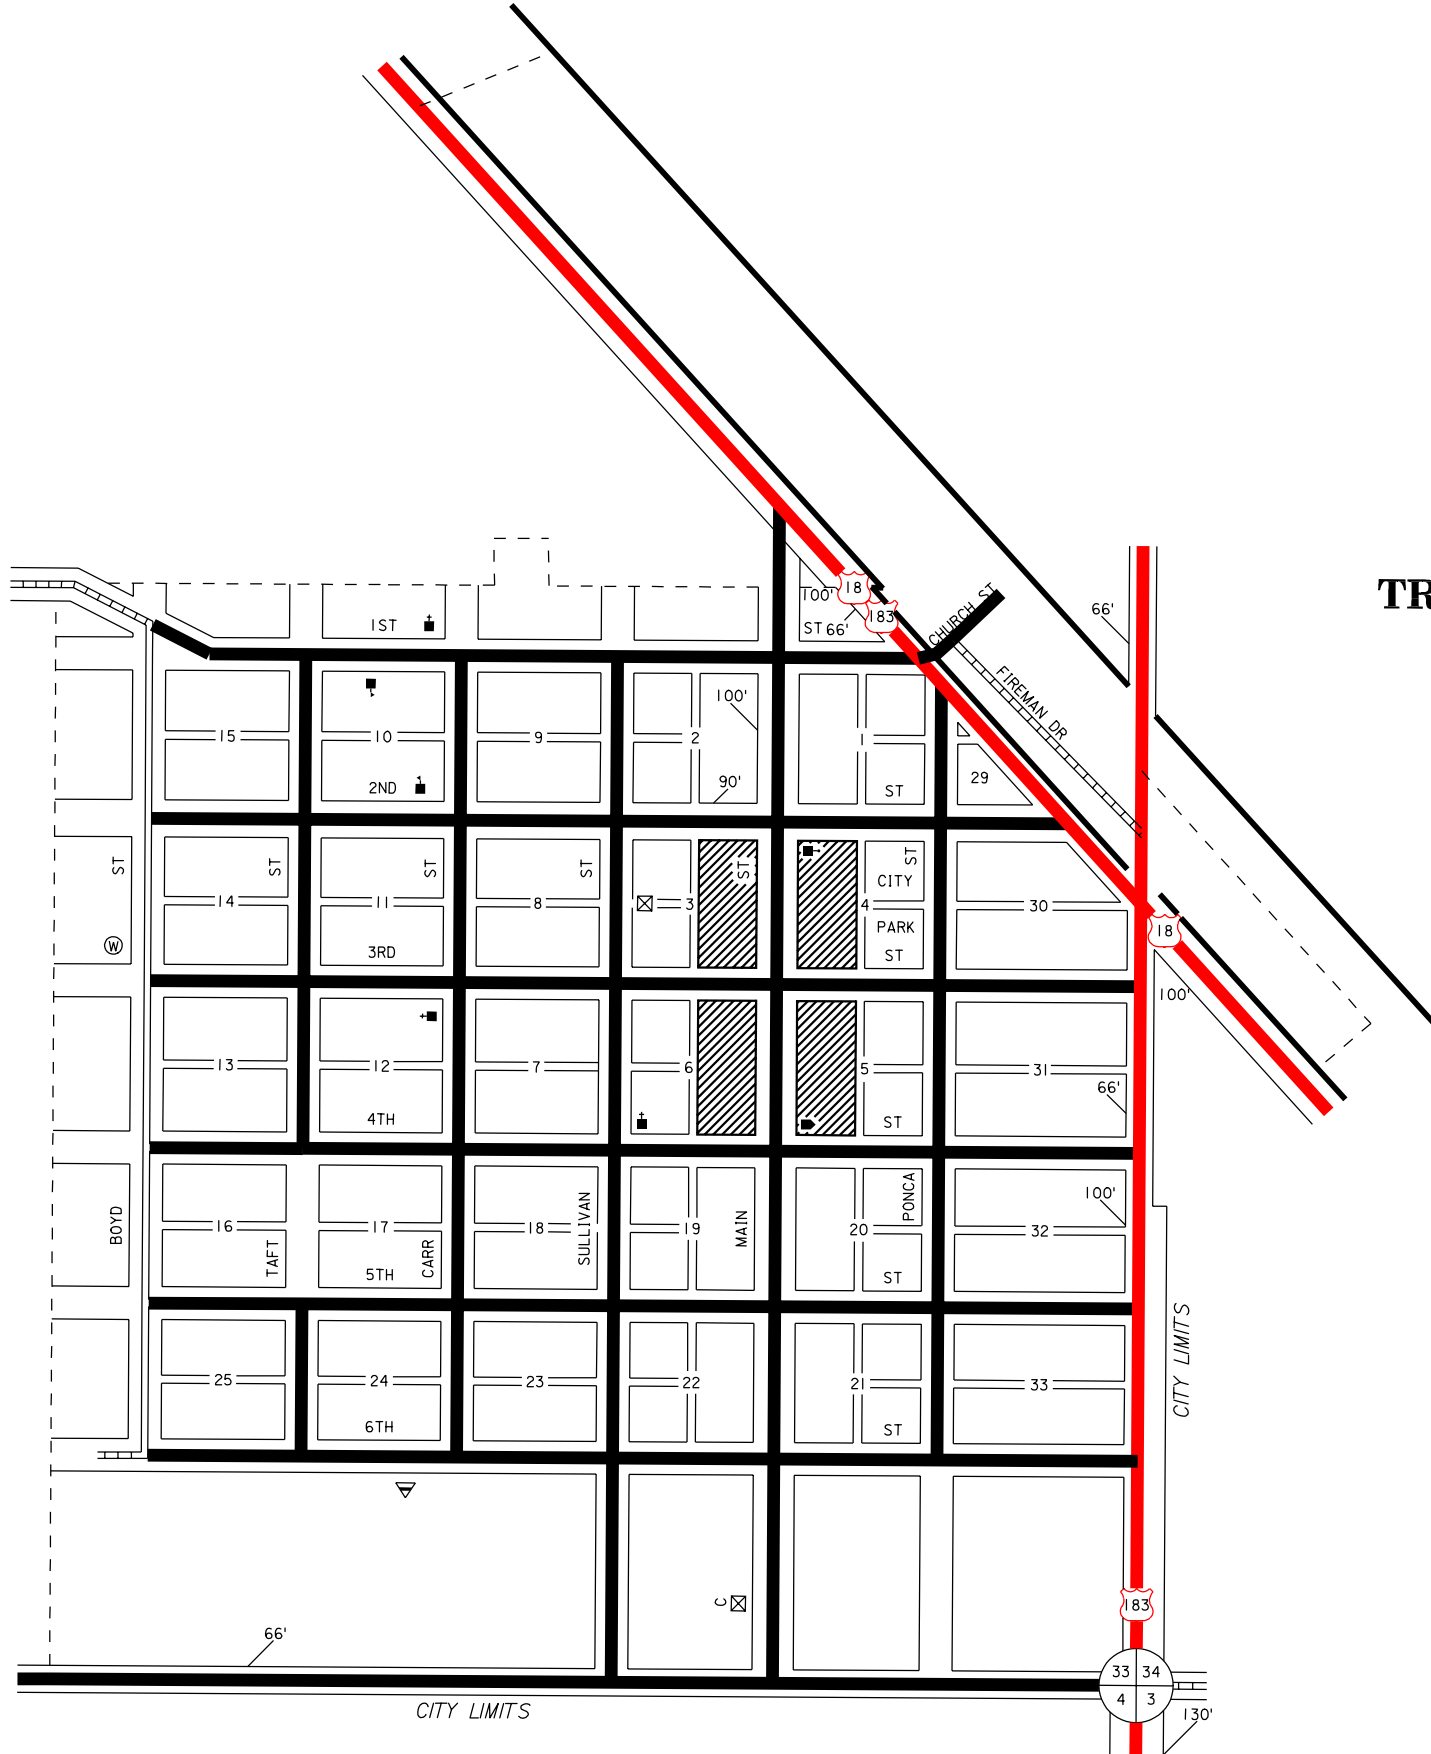 TR
18
183
100'
ST 66'
CHURCH ST
66'
FIREMAN DR
1ST
15
10
9
2
100'
1
29
2ND
90'
ST
ST
ST
ST
ST
ST
ST
CITY
14
11
8
3
4
30
PARK
W
3RD
ST
18
100'
13
12
7
6
5
31
66'
4TH
ST
BOYD
TAFT
CARR
SULLIVAN
MAIN
PONCA
16
17
18
19
20
32
100'
5TH
ST
CITY LIMITS
25
24
23
22
21
33
6TH
ST
C
183
66'
33 34
4 3
CITY LIMITS
130'